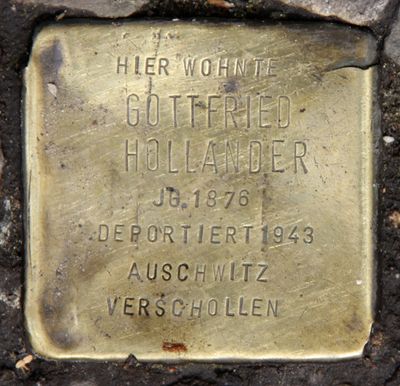 HIER WOHNTE
GOTTFRIED
HOLLANDER
JG. 1876
DEPORTIERT 1943
AUSCHWITZ
VERSCHOLLEN